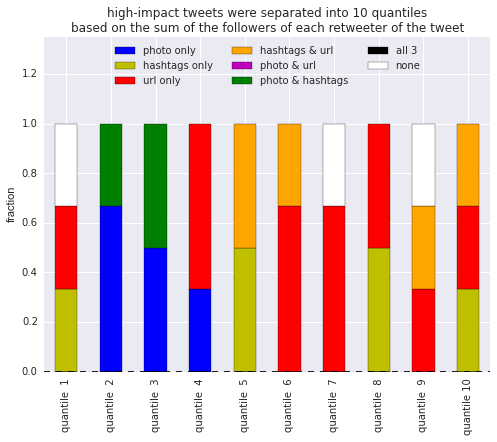 high-impact tweets were separated into 10 quantiles
based on the sum of the followers of each retweeter of the tweet
photo only
hashtags only
url only
hashtags & url
photo & url
photo & hashtags
all 3
none
fraction
1.2
1.0
0.8
0.6
0.4
0.2
0.0
quantile 1
quantile 2
quantile 3
quantile 4
quantile 5
quantile 6
quantile 7
quantile 8
quantile 9
quantile 10